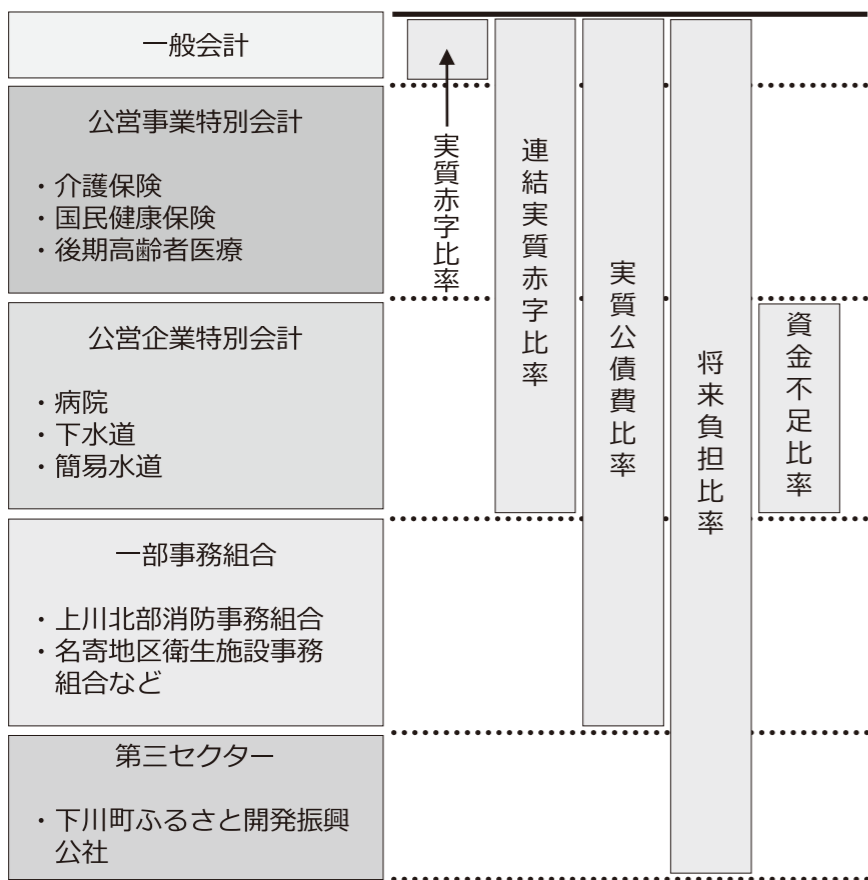 一般会計
公営事業特別会計
・介護保険
・国民健康保険
・後期高齢者医療
公営企業特別会計
・病院
・下水道
・簡易水道
一部事務組合
・上川北部消防事務組合
・名寄地区衛生施設事務
組合など
第三セクター
・下川町ふるさと開発振興
公社
実質赤字比率
連結実質赤字比率
実質公債費比率
将来負担比率
資金不足比率